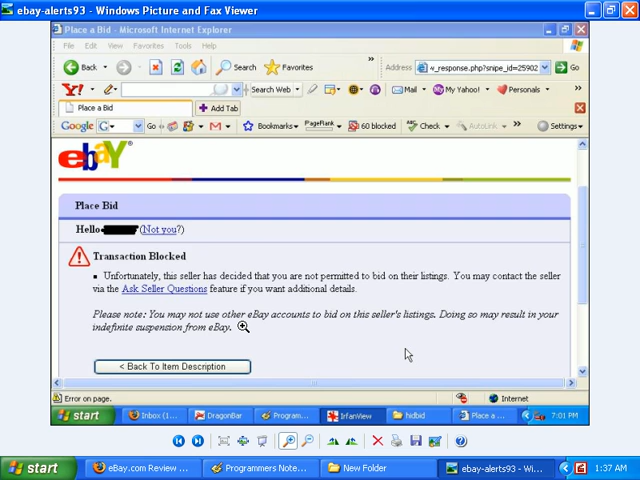 ebay-alerts93 - Windows Picture and Fax Viewer
Place a Bid - Microsoft Internet Explorer
File Edit View Favorites Tools »
Back Search Favorites » Address w_response.php?snipe_id=25902 Go
Y! Search Web Mail My Yahoo! Personals »
Place a Bid Add Tab
Google G Go Bookmarks PageRank 60 blocked Check AutoLink » Settings
ebay
Place Bid
Hello (Not you?)
Transaction Blocked
Unfortunately, this seller has decided that you are not permitted to bid on their listings. You may contact the seller
via the Ask Seller Questions feature if you want additional details.
Please note: You may not use other eBay accounts to bid on this seller's listings. Doing so may result in your
indefinite suspension from eBay.
< Back To Item Description
Error on page. Internet
start Inbox (1... DragonBar Program... IrfanView hidbid Place a ... 7:01 PM
start eBay.com Review ... Programmers Note... New Folder ebay-alerts93 - Wi... 1:37 AM